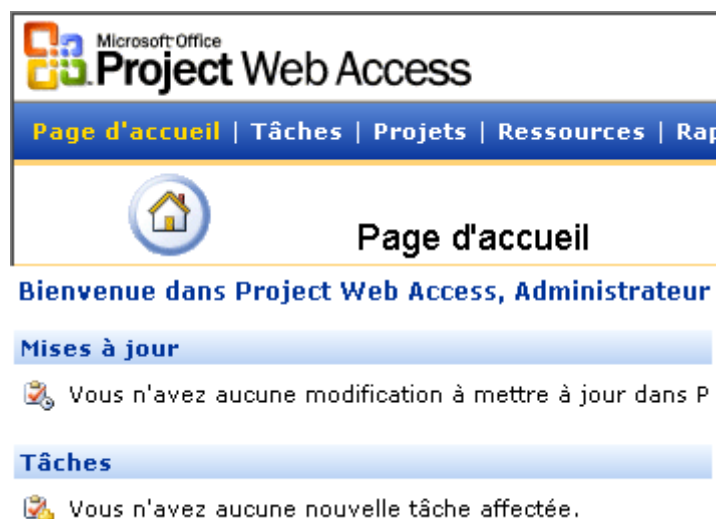 Microsoft Office
Project Web Access
Page d'accueil | Tâches | Projets | Ressources | Rap
Page d'accueil
Bienvenue dans Project Web Access, Administrateur
Mises à jour
Vous n'avez aucune modification à mettre à jour dans P
Tâches
Vous n'avez aucune nouvelle tâche affectée.